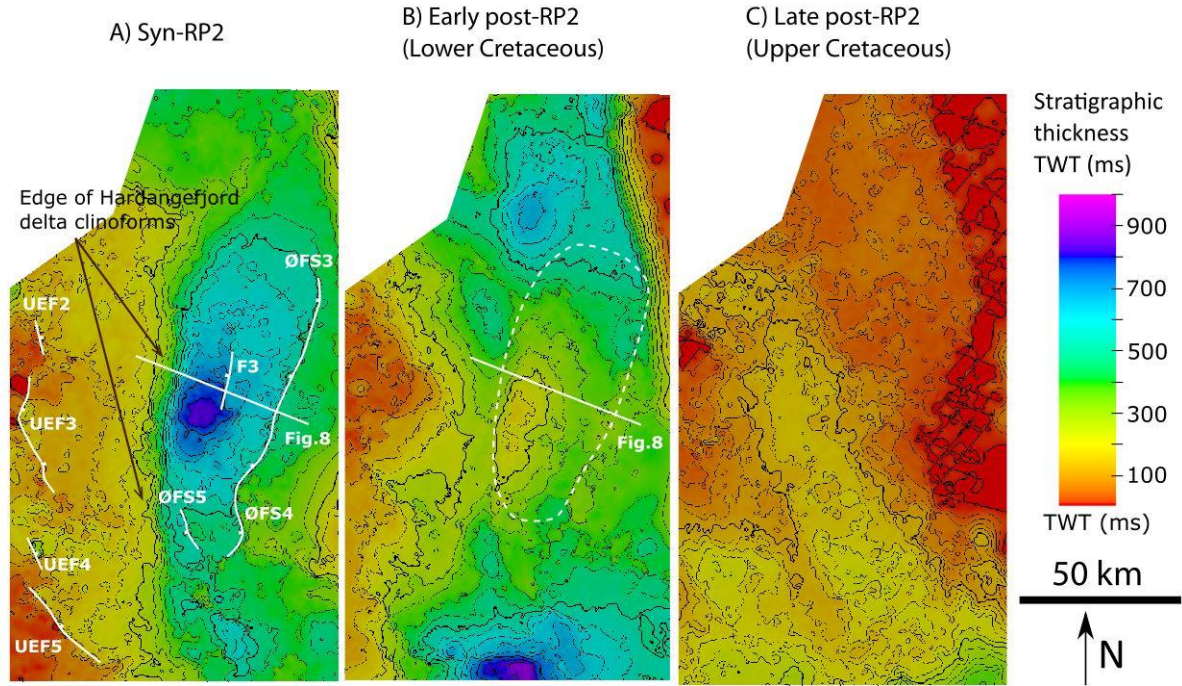 A) Syn-RP2
B) Early post-RP2
(Lower Cretaceous)
C) Late post-RP2
(Upper Cretaceous)
Edge of Hardangefjord
delta clinoforms
UEF2
UEF3
UEF4
UEF5
ØFS3
F3
Fig.8
ØFS5
ØFS4
Fig.8
Stratigraphic
thickness
TWT (ms)
900
700
500
300
100
TWT (ms)
50 km
N